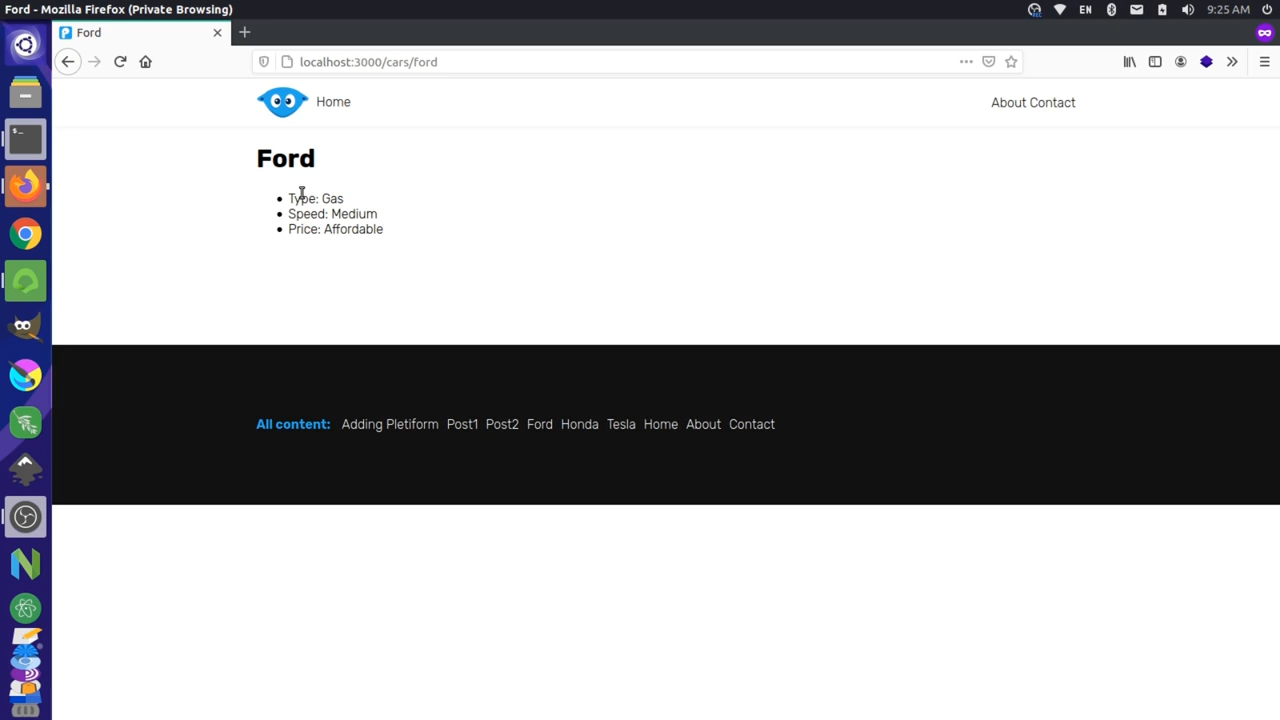 Ford - Mozilla Firefox (Private Browsing)
EN
9:25 AM
Ford
localhost:3000/cars/ford
Home
About Contact
Ford
Type: Gas
Speed: Medium
Price: Affordable
All content: Adding Pletiform Post1 Post2 Ford Honda Tesla Home About Contact